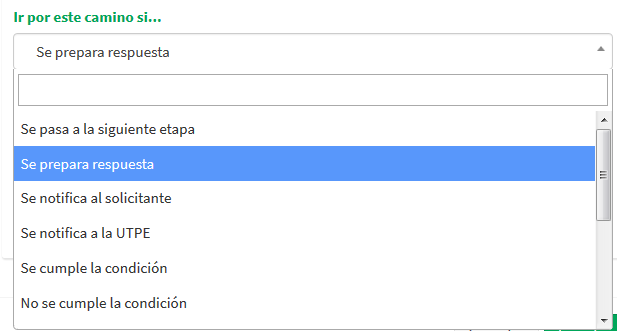 Ir por este camino si...
Se prepara respuesta
Se pasa a la siguiente etapa
Se prepara respuesta
Se notifica al solicitante
Se notifica a la UTPE
Se cumple la condición
No se cumple la condición